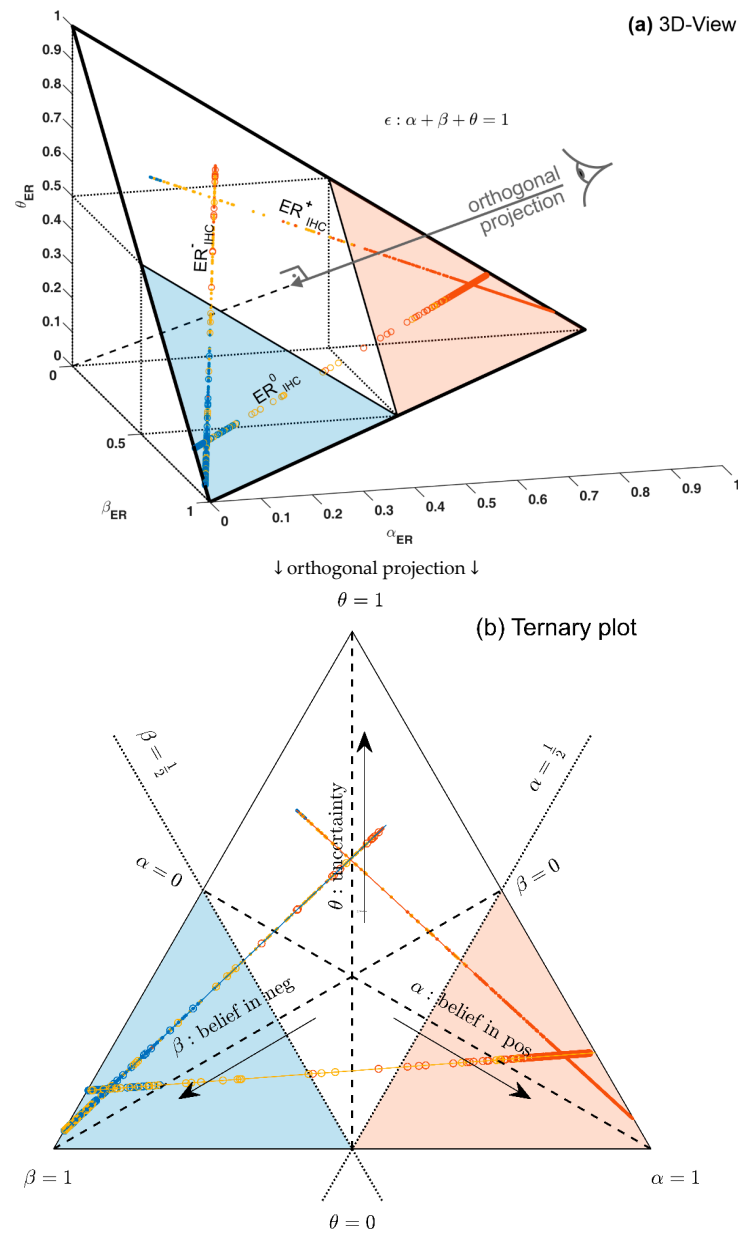 (a) 3D-View
1
0.9
0.8
0.7
0.6
0.5
0.4
0.3
0.2
0.1
0
θER
ϵ : α + β + θ = 1
orthogonal
projection
ER+IHC
ER-IHC
ER0IHC
0
0.5
1
βER
0
0.1
0.2
0.3
0.4
0.5
0.6
0.7
0.8
0.9
1
αER
↓ orthogonal projection ↓
θ = 1
(b) Ternary plot
β = 1/2
α = 1/2
α = 0
β = 0
θ : uncertainty
β : belief in neg
α : belief in pos
β = 1
α = 1
θ = 0